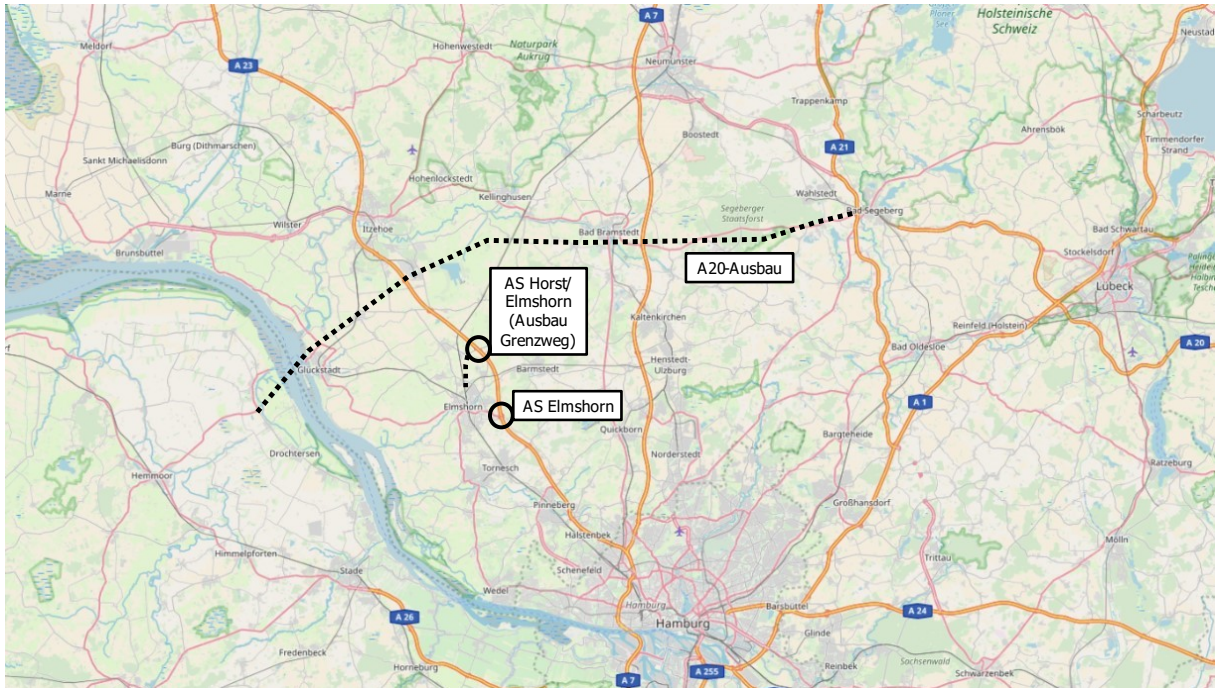 Holsteinische
Schweiz
A 7
Meldorf
Hohenwestedt
Naturpark
Aukrug
Neustadt
A 23
Neumünster
Trappenkamp
Scharbeutz
Boostedt
Ahrensbök
Timmendorfer
Strand
Burg (Dithmarschen)
A 21
Sankt Michaelisdonn
Hohenlockstedt
Wahlstedt
Marne
Kellinghusen
Segeberger
Staatsforst
Bad Segeberg
Wilster
Itzehoe
Bad Bramstedt
Bad Schwartau
Brunsbüttel
Stockelsdorf
A20-Ausbau
AS Horst/
Elmshorn
(Ausbau
Grenzweg)
Lübeck
Kaltenkirchen
Reinfeld (Holstein)
A 20
Bad Oldesloe
Glückstadt
Barmstedt
Henstedt-
Ulzburg
Elmshorn
AS Elmshorn
A 1
Quickborn
Bargteheide
Drochtersen
Norderstedt
Ratzeburg
Hemmoor
Tornesch
Pinneberg
Großhansdorf
Halstenbek
Mölln
Himmelpforten
Trittau
Stade
Schenefeld
Wedel
Hamburg
Barsbüttel
A 24
A 26
Hamburg
Glinde
Fredenbeck
Horneburg
Reinbek
Sachsenwald
A 7
A 255
Schwarzenbek